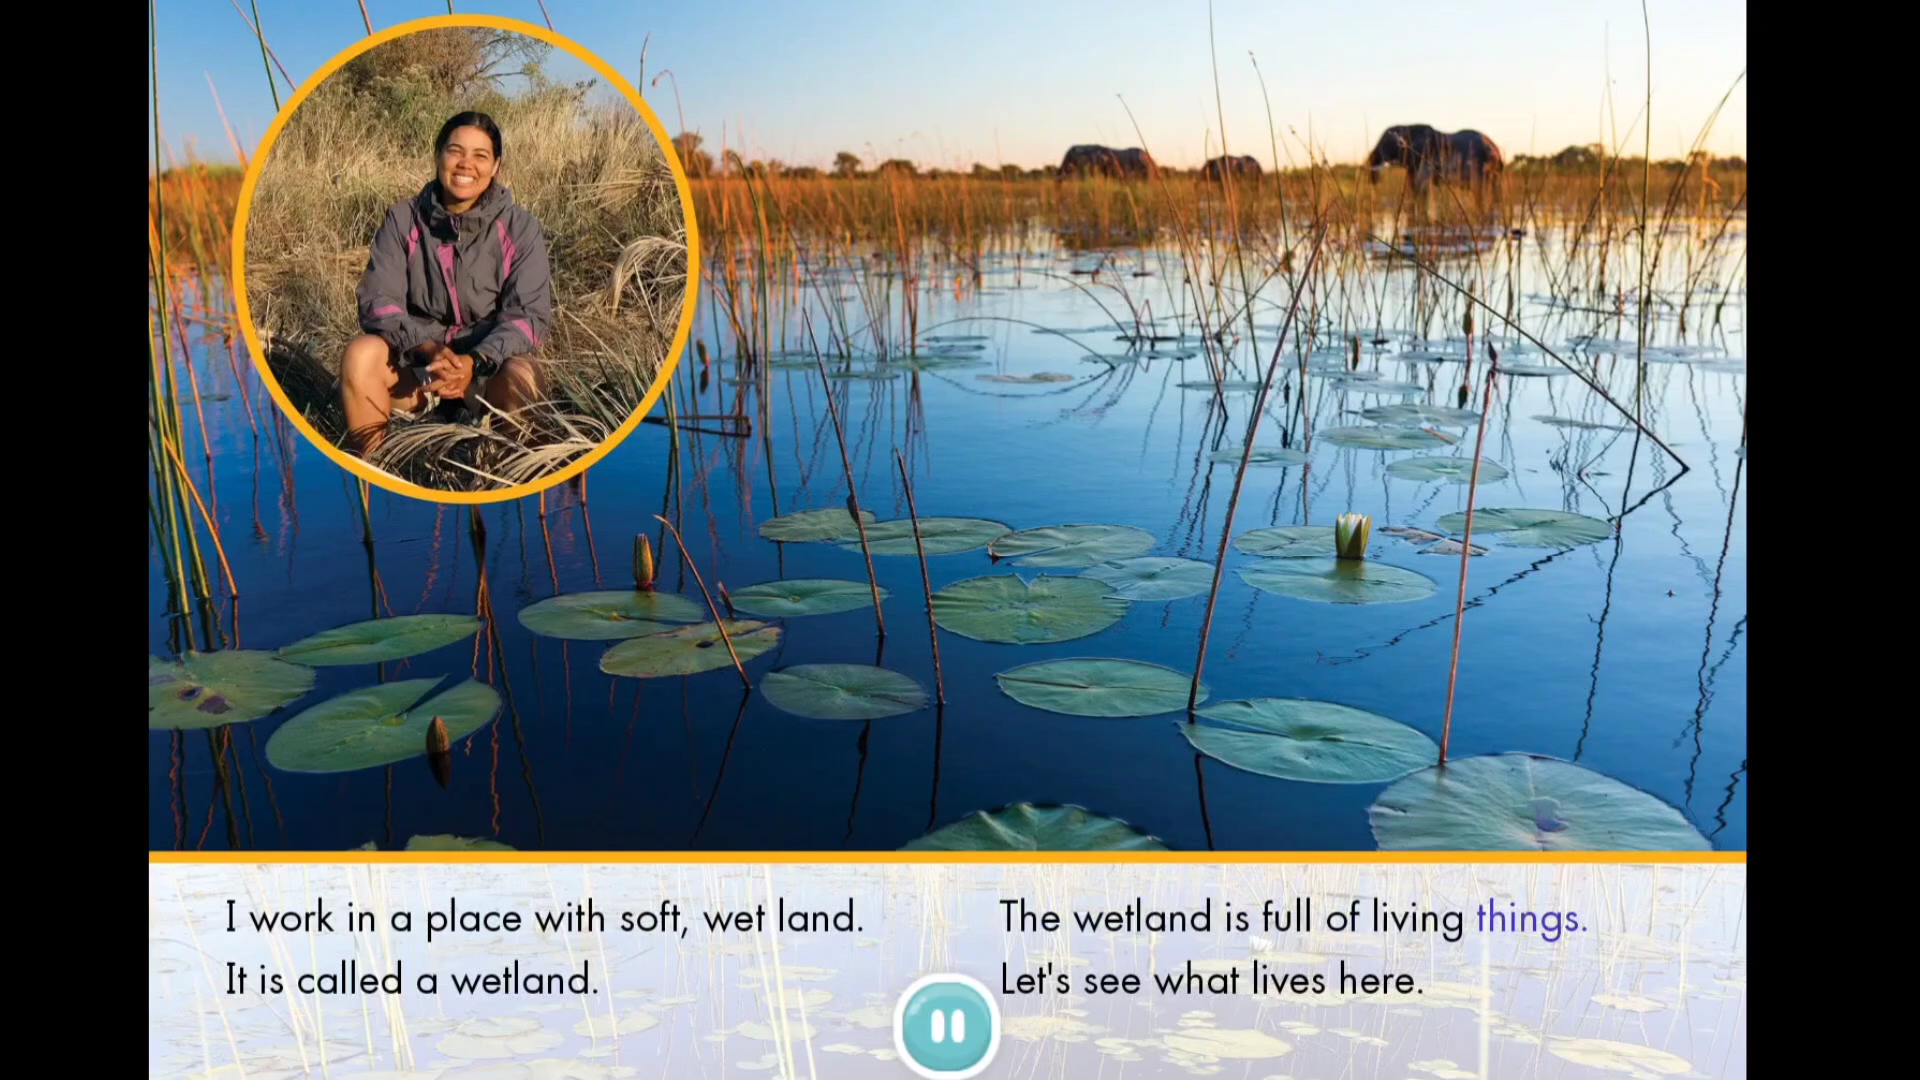 I work in a place with soft, wet land.
It is called a wetland.
The wetland is full of living things.
Let's see what lives here.